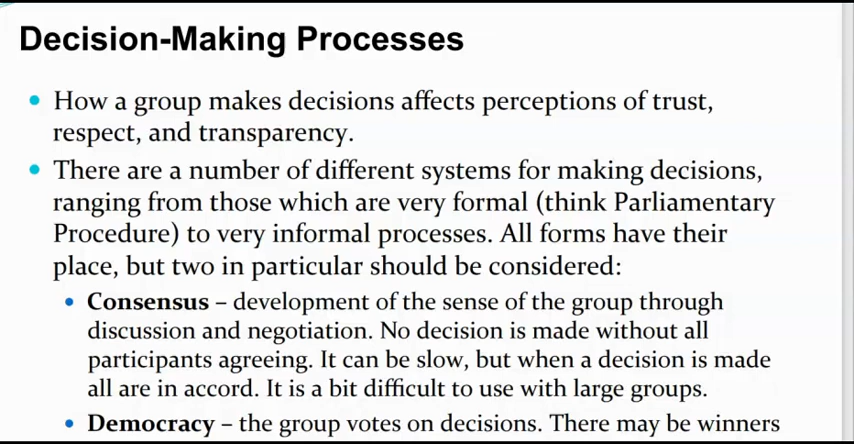 Decision-Making Processes
• How a group makes decisions affects perceptions of trust,
respect, and transparency.
• There are a number of different systems for making decisions,
ranging from those which are very formal (think Parliamentary
Procedure) to very informal processes. All forms have their
place, but two in particular should be considered:
• Consensus – development of the sense of the group through
discussion and negotiation. No decision is made without all
participants agreeing. It can be slow, but when a decision is made
all are in accord. It is a bit difficult to use with large groups.
• Democracy – the group votes on decisions. There may be winners